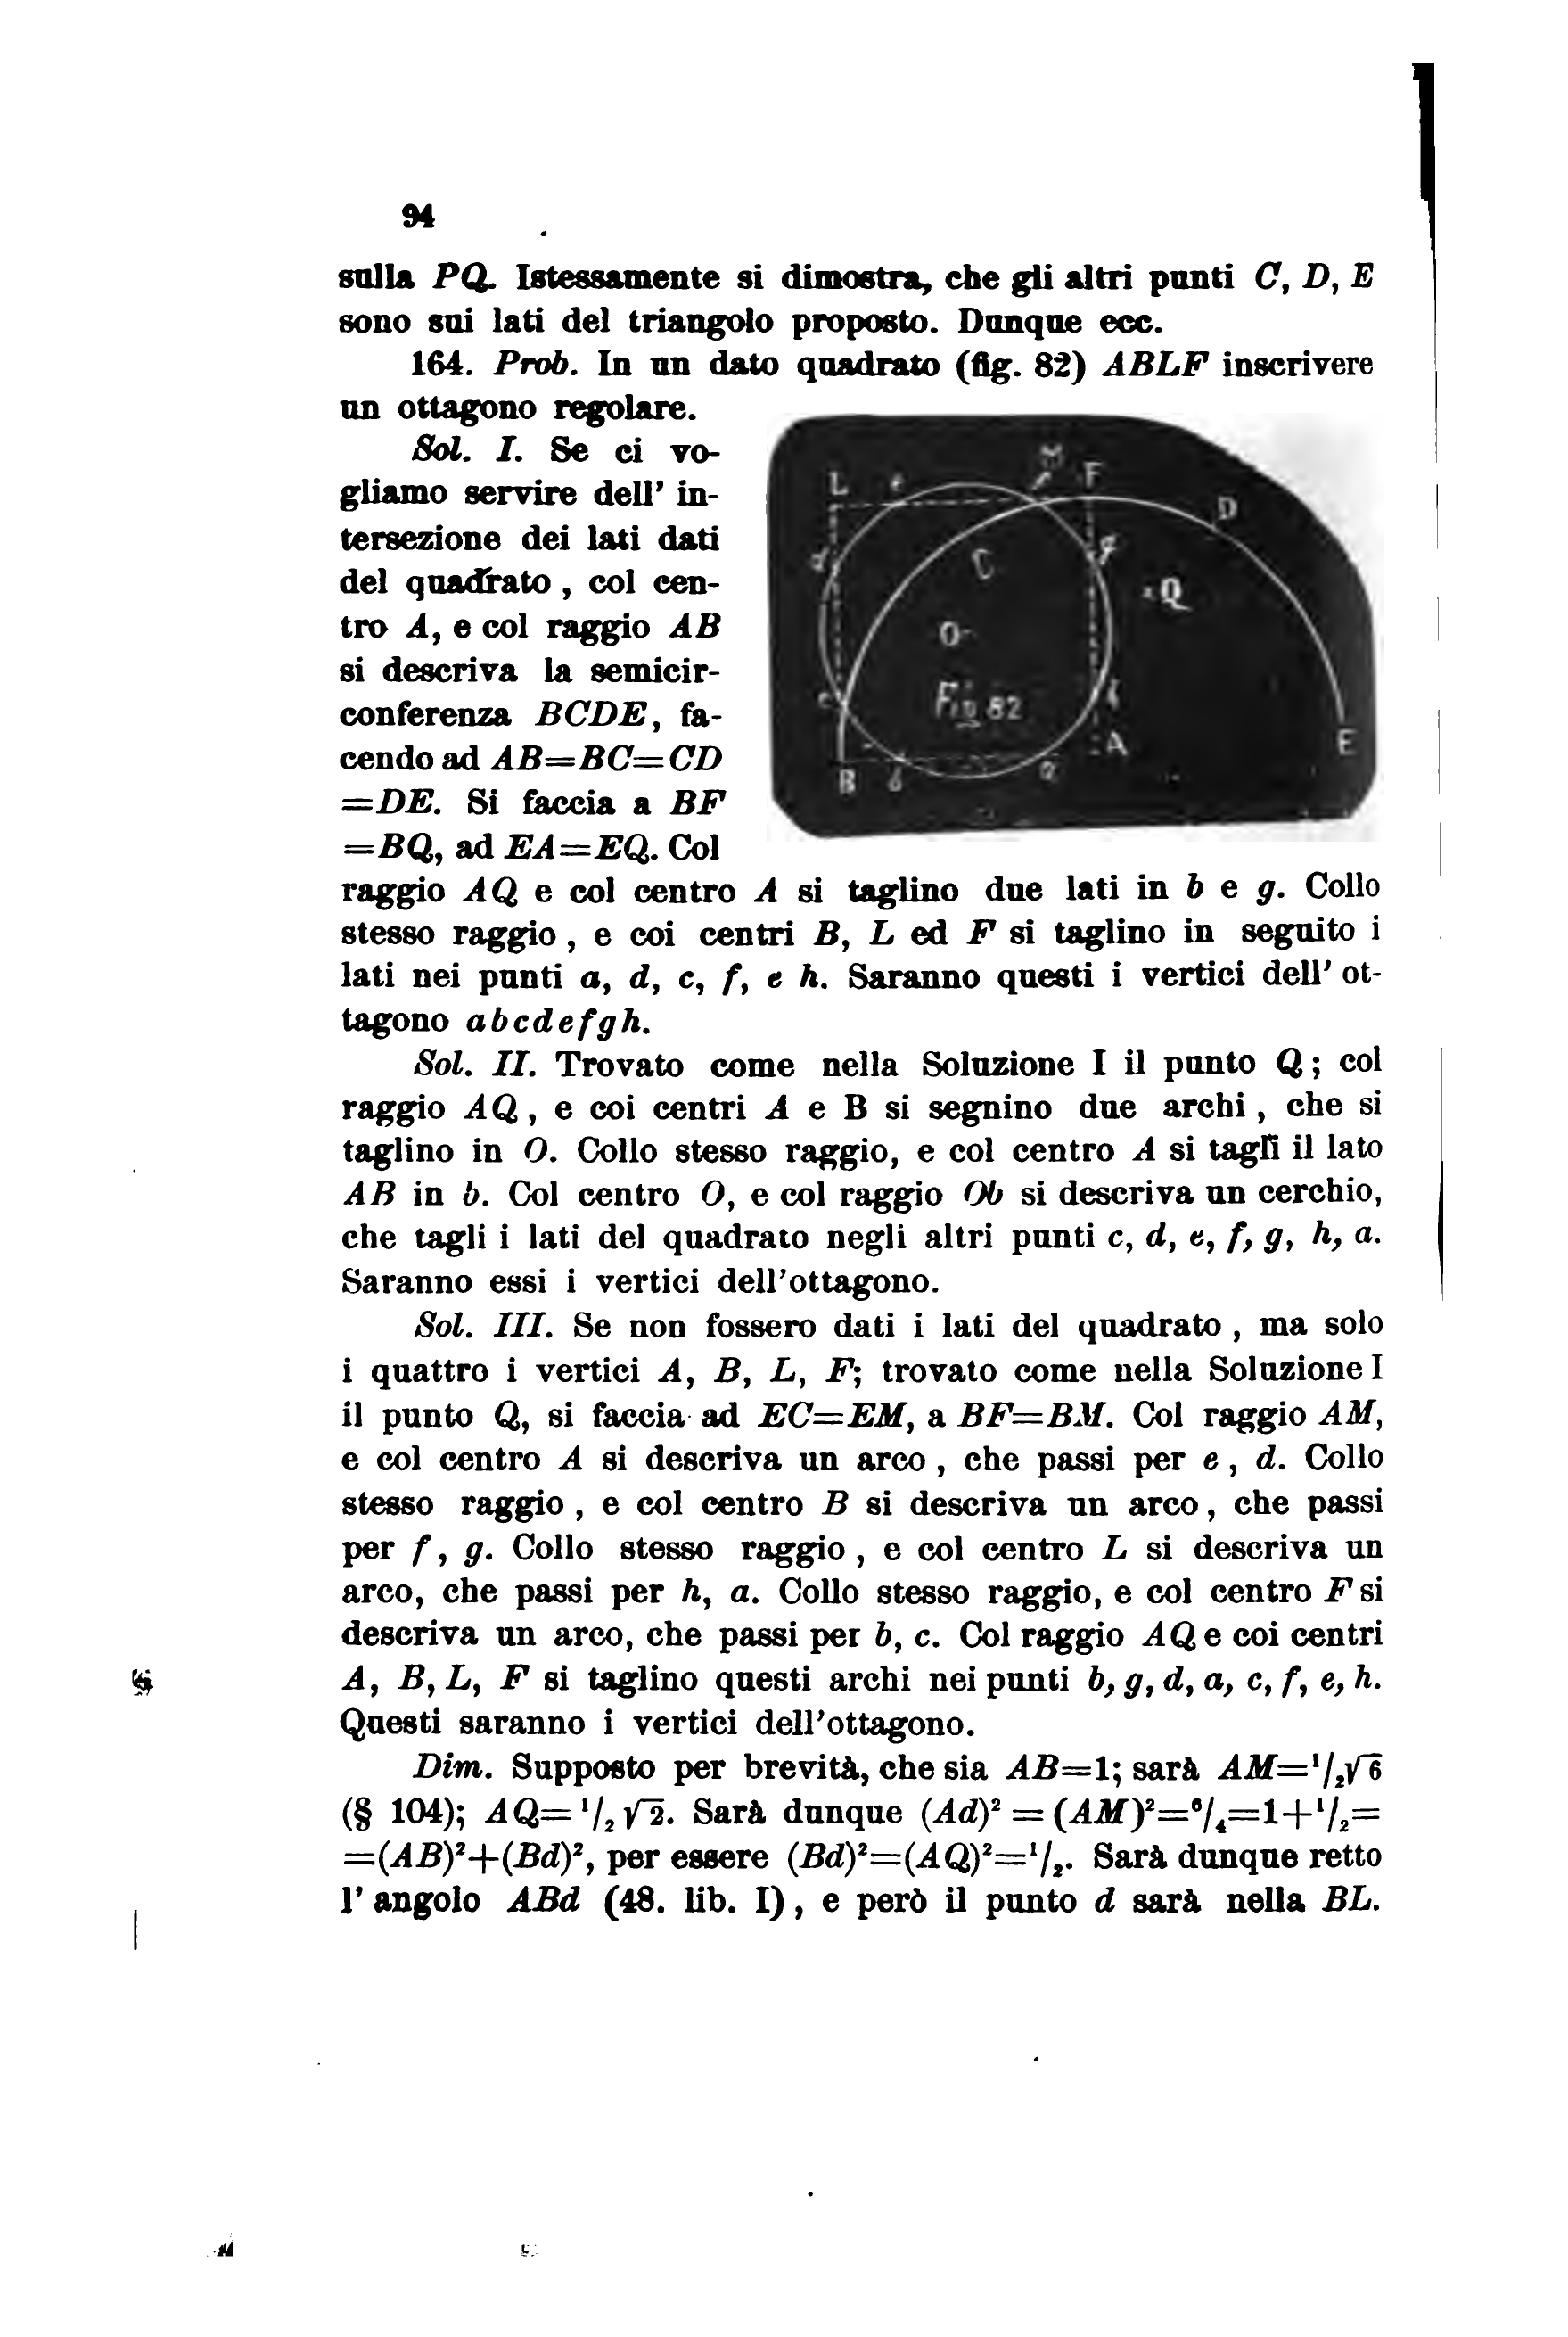 94
sulla PQ. Istessamente si dimostra, che gli altri punti C, D, E
sono sui lati del triangolo proposto. Dunque ecc.
164. Prob. In un dato quadrato (fig. 82) ABLF inscrivere
un ottagono regolare.
Sol. I. Se ci vo-
gliamo servire dell' in-
tersezione dei lati dati
del quadrato, col cen-
tro A, e col raggio AB
si descriva la semicir-
conferenza BCDE, fa-
cendo ad AB=BC=CD
=DE. Si faccia a BF
=BQ, ad EA=EQ. Col
L e M F
D
d C g
Q
O
c Fig 82 h
A E
B b a
raggio AQ e col centro A si taglino due lati in b e g. Collo
stesso raggio, e coi centri B, L ed F si taglino in seguito i
lati nei punti a, d, c, f, e h. Saranno questi i vertici dell' ot-
tagono abcdefgh.
Sol. II. Trovato come nella Soluzione I il punto Q; col
raggio AQ, e coi centri A e B si segnino due archi, che si
taglino in O. Collo stesso raggio, e col centro A si tagli il lato
AB in b. Col centro O, e col raggio Ob si descriva un cerchio,
che tagli i lati del quadrato negli altri punti c, d, e, f, g, h, a.
Saranno essi i vertici dell'ottagono.
Sol. III. Se non fossero dati i lati del quadrato, ma solo
i quattro i vertici A, B, L, F; trovato come nella Soluzione I
il punto Q, si faccia ad EC=EM, a BF=BM. Col raggio AM,
e col centro A si descriva un arco, che passi per e, d. Collo
stesso raggio, e col centro B si descriva un arco, che passi
per f, g. Collo stesso raggio, e col centro L si descriva un
arco, che passi per h, a. Collo stesso raggio, e col centro F si
descriva un arco, che passi per b, c. Col raggio AQ e coi centri
A, B, L, F si taglino questi archi nei punti b, g, d, a, c, f, e, h.
Questi saranno i vertici dell'ottagono.
Dim. Supposto per brevità, che sia AB=1; sarà AM=¹/₂√6
(§ 104); AQ=¹/₂√2. Sarà dunque (Ad)²=(AM)²=⁶/₄=1+¹/₂=
=(AB)²+(Bd)², per essere (Bd)²=(AQ)²=¹/₂. Sarà dunque retto
l' angolo ABd (48. lib. I), e però il punto d sarà nella BL.